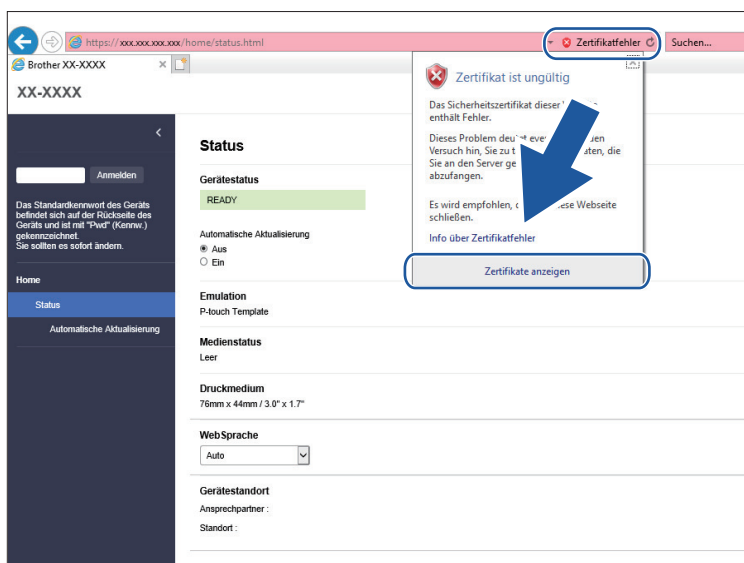 https://xxx.xxx.xxx.xxx/home/status.html
Zertifikatfehler
Suchen...
Brother XX-XXXX
XX-XXXX
Zertifikat ist ungültig
Das Sicherheitszertifikat dieser
enthält Fehler.
Dieses Problem
Versuch hin, Sie zu die
Sie an den Server
abzufangen.
Es wird empfohlen, Webseite
schließen.
Info über Zertifikatfehler
Zertifikate anzeigen
Anmelden
Das Standardkennwort des Geräts
befindet sich auf der Rückseite des
Geräts und ist mit "Pwd" (Kennw.)
gekennzeichnet.
Sie sollten es sofort ändern.
Home
Status
Automatische Aktualisierung
Status
Gerätestatus
READY
Automatische Aktualisierung
Aus
Ein
Emulation
P-touch Template
Medienstatus
Leer
Druckmedium
76mm x 44mm / 3.0" x 1.7"
WebSprache
Auto
Gerätestandort
Ansprechpartner :
Standort :